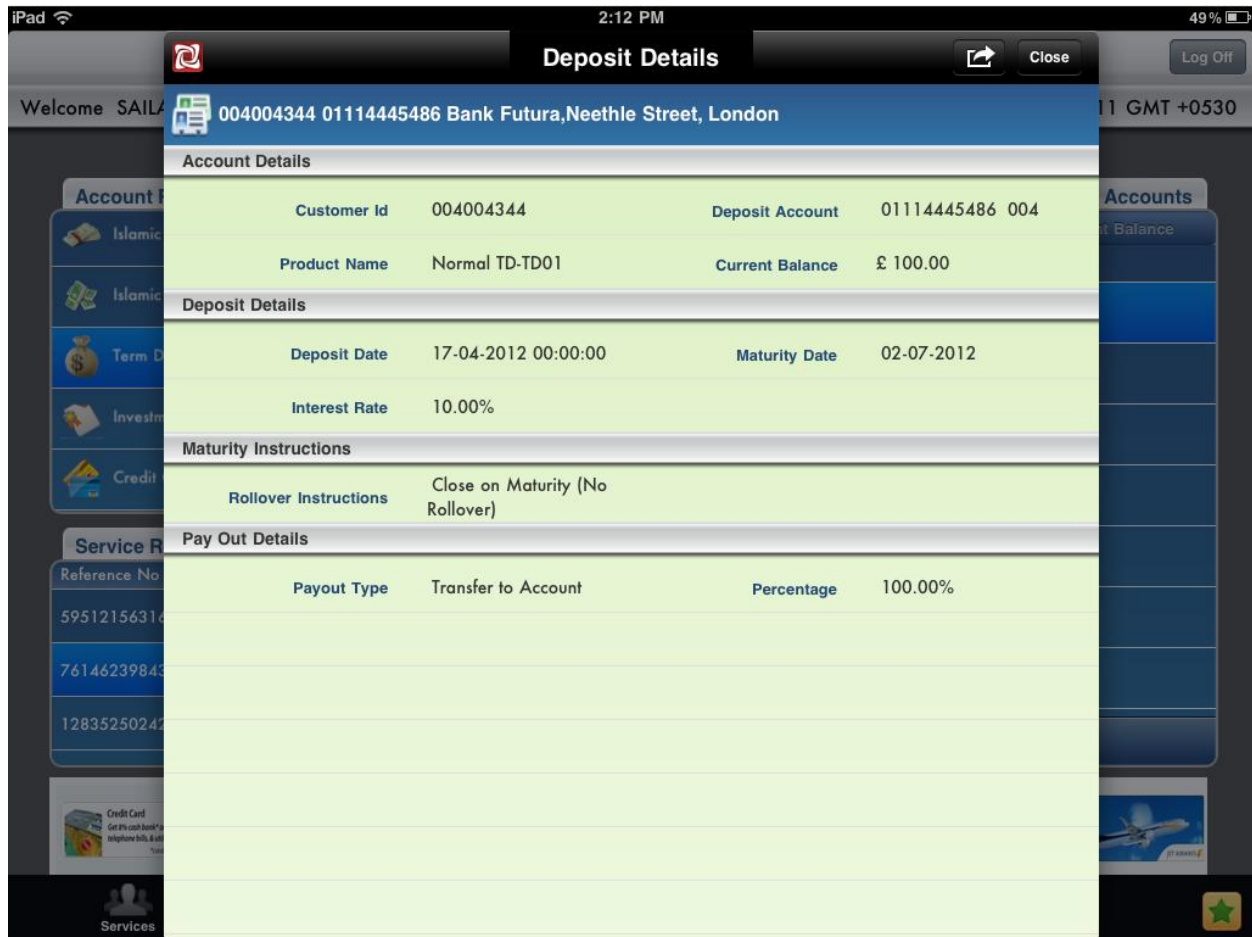 iPad 2:12 PM 49%
Deposit Details Close Log Off
Welcome 11 GMT +0530
004004344 01114445486 Bank Futura,Neethle Street, London
Account Details
Customer Id 004004344 Deposit Account 01114445486 004
Product Name Normal TD-TD01 Current Balance £ 100.00
Deposit Details
Deposit Date 17-04-2012 00:00:00 Maturity Date 02-07-2012
Interest Rate 10.00%
Maturity Instructions
Rollover Instructions Close on Maturity (No
Rollover)
Pay Out Details
Payout Type Transfer to Account Percentage 100.00%
Account
Islamic
Islamic
Term D
Investm
Credit
Service R
Reference No
59512156316
76146239843
12835250242
Accounts
Balance
Credit Card
Services